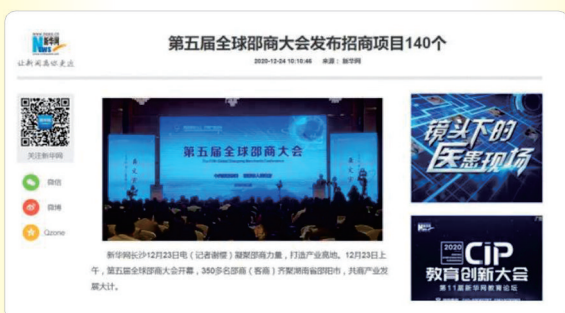 新华网
News
让新闻离你更近
第五届全球邵商大会发布招商项目140个
2020-12-24 10:10:46 来源：新华网
关注新华网
微信
微博
Qzone
第五届全球邵商大会
新华网长沙12月23日电（记者谢樱）凝聚邵商力量，打造产业高地。12月23日上
午，第五届全球邵商大会开幕，350多名邵商（客商）齐聚湖南省邵阳市，共商产业发
展大计。
镜头下的
医患现场
2020 CiP
教育创新大会
第11届新华网教育论坛